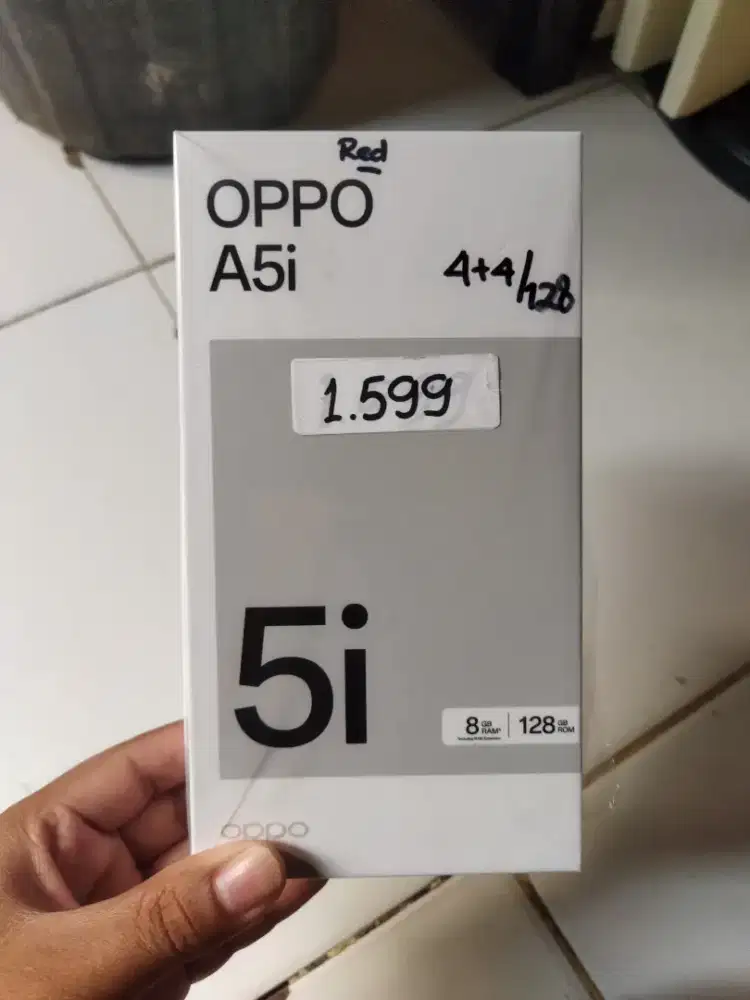 Red
OPPO
A5i
4+4/128
1.599
5i
8 GB RAM* | 128 GB ROM
oppo